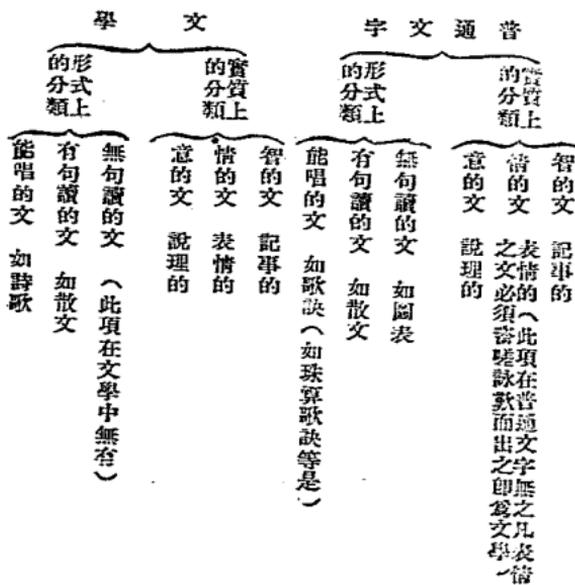 普通文字
實質上
的分類
智的文　記事的
情的文　表情的（此項在普通文字無之凡表情
之文必須嗟詠歎而出之卽爲文學）
意的文　說理的
形式上
的分類
無句讀的文　如圖表
有句讀的文　如散文
能唱的文　如歌訣（如珠算歌訣等是）
文學
實質上
的分類
智的文　記事的
情的文　表情的
意的文　說理的
形式上
的分類
無句讀的文　（此項在文學中無有）
有句讀的文　如散文
能唱的文　如詩歌